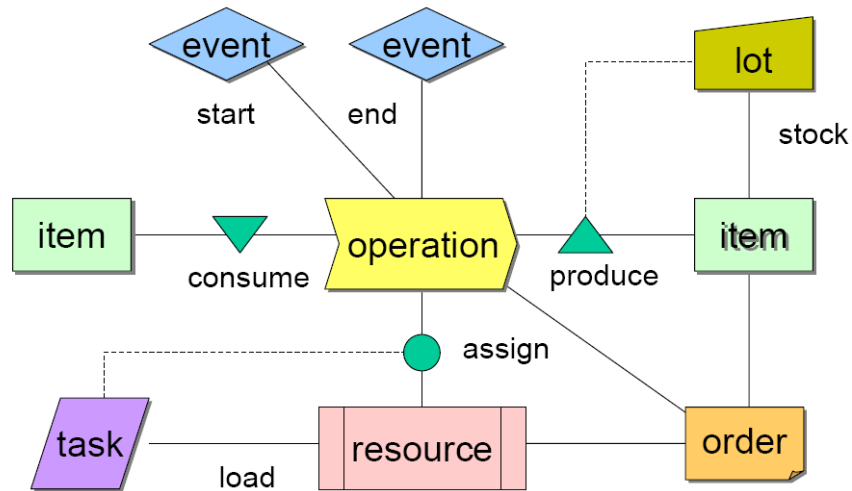 event
event
lot
start
end
stock
item
operation
item
consume
produce
assign
task
resource
order
load